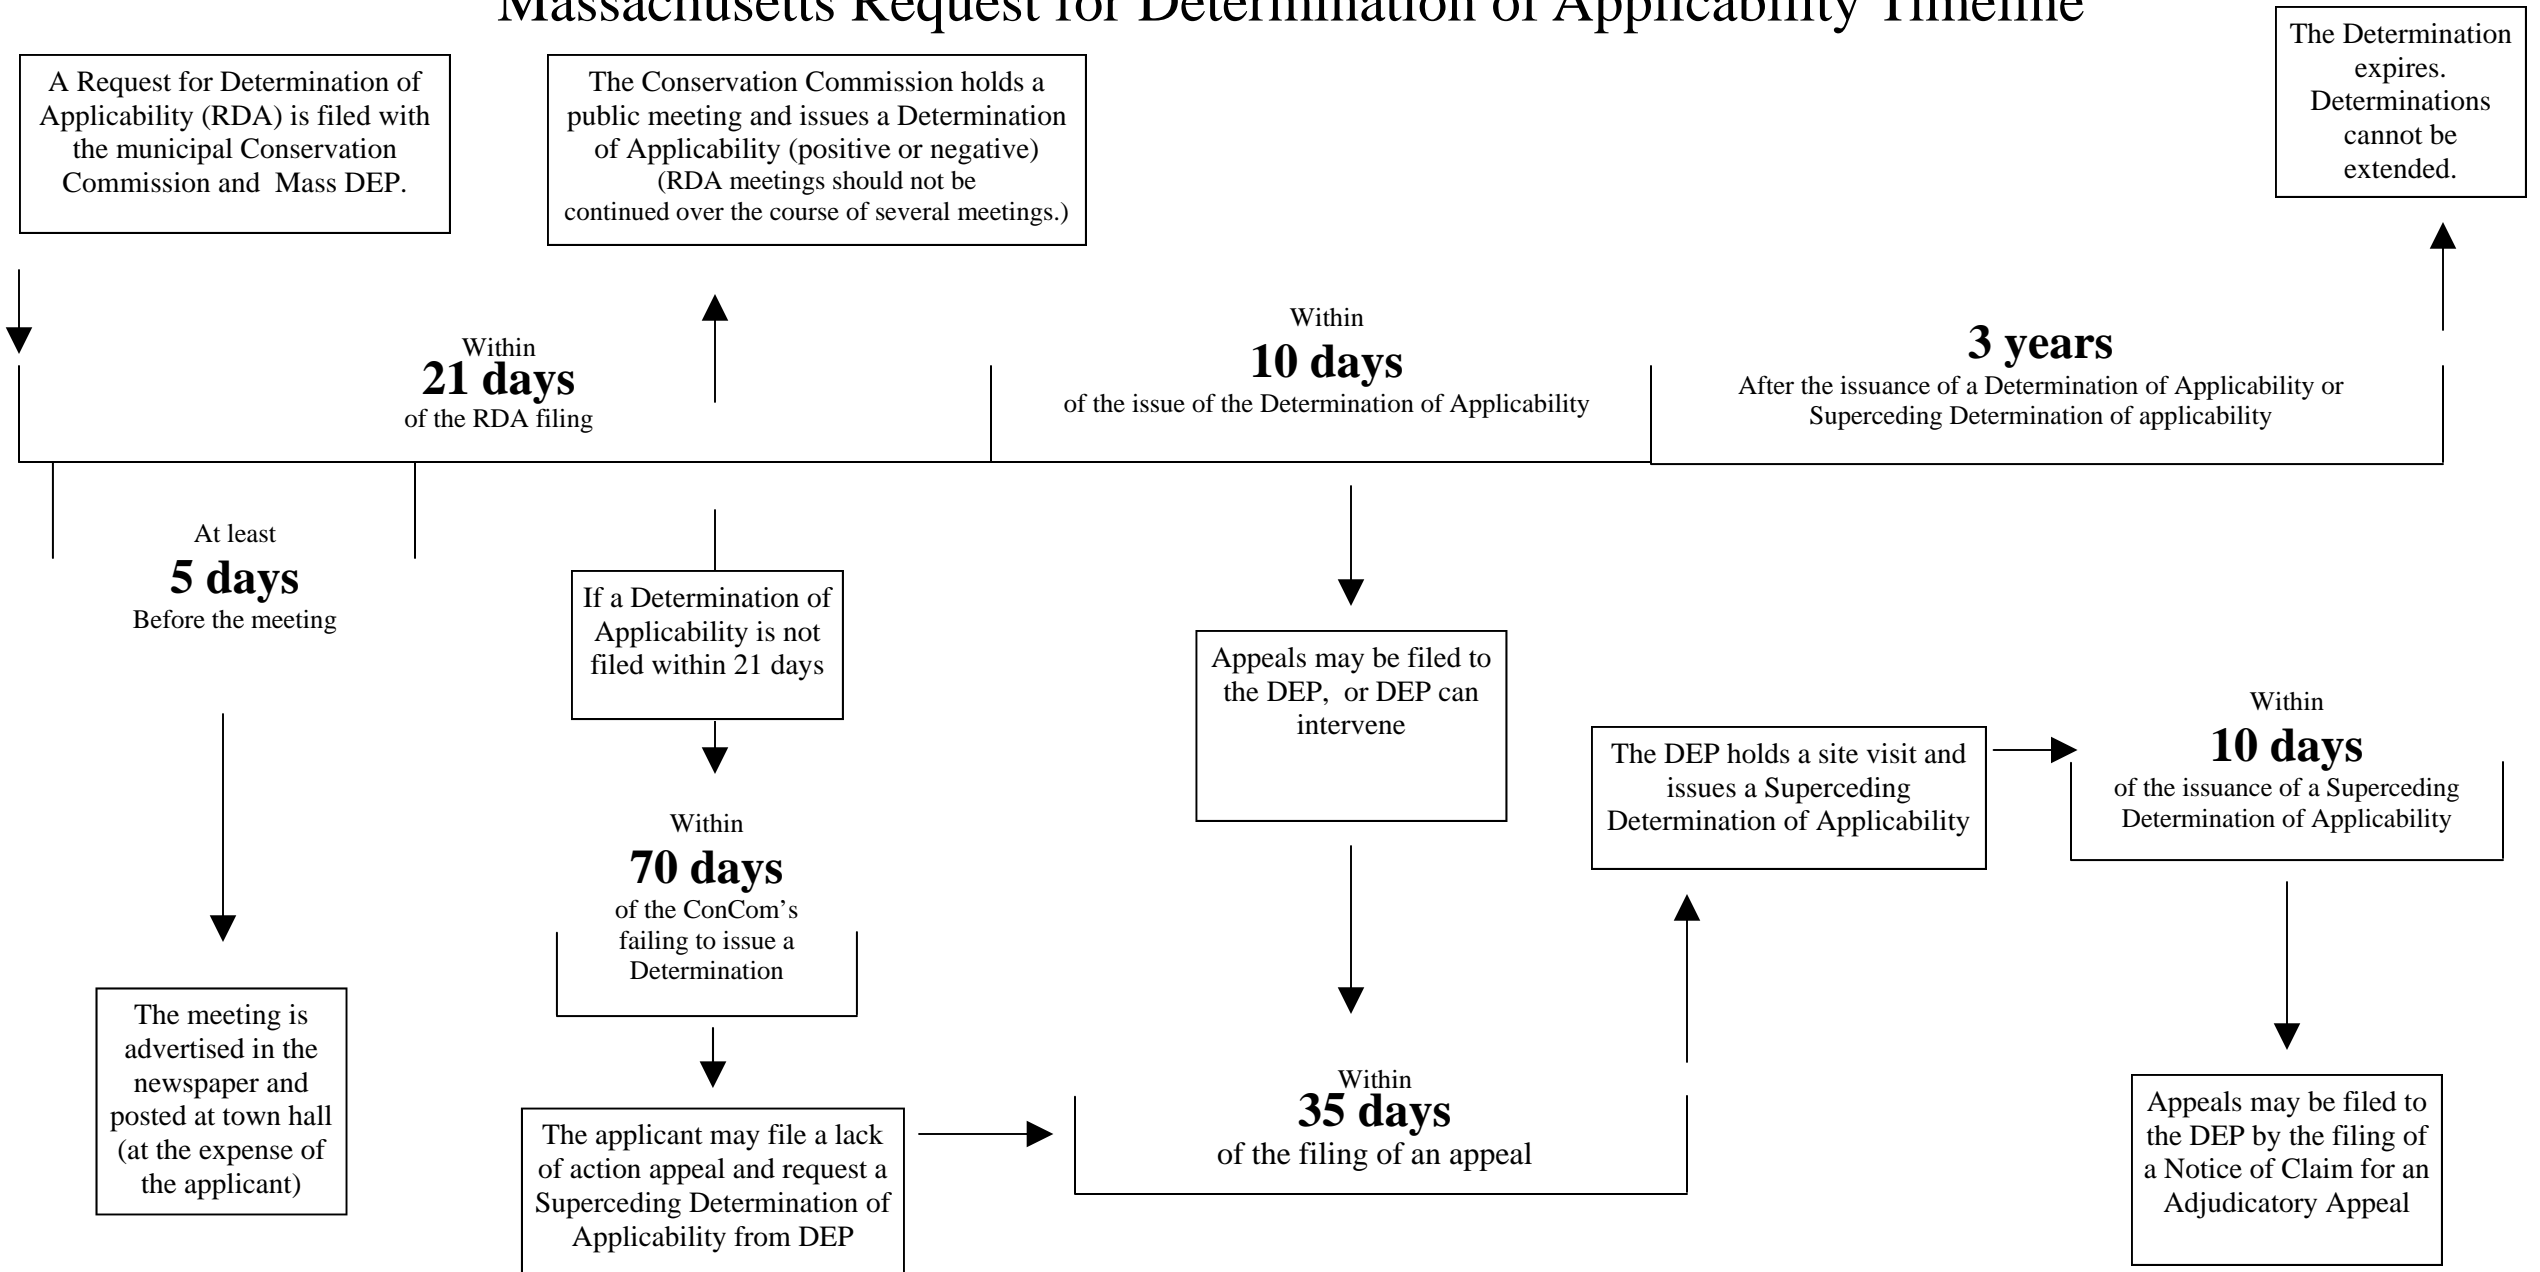 Massachusetts Request for Determination of Applicability Timeline
A Request for Determination of
Applicability (RDA) is filed with
the municipal Conservation
Commission and Mass DEP.
The Conservation Commission holds a
public meeting and issues a Determination
of Applicability (positive or negative)
(RDA meetings should not be
continued over the course of several meetings.)
The Determination
expires.
Determinations
cannot be
extended.
Within
21 days
of the RDA filing
Within
10 days
of the issue of the Determination of Applicability
3 years
After the issuance of a Determination of Applicability or
Superceding Determination of applicability
At least
5 days
Before the meeting
The meeting is
advertised in the
newspaper and
posted at town hall
(at the expense of
the applicant)
If a Determination of
Applicability is not
filed within 21 days
Within
70 days
of the ConCom’s
failing to issue a
Determination
The applicant may file a lack
of action appeal and request a
Superceding Determination of
Applicability from DEP
Appeals may be filed to
the DEP, or DEP can
intervene
Within
35 days
of the filing of an appeal
The DEP holds a site visit and
issues a Superceding
Determination of Applicability
Within
10 days
of the issuance of a Superceding
Determination of Applicability
Appeals may be filed to
the DEP by the filing of
a Notice of Claim for an
Adjudicatory Appeal